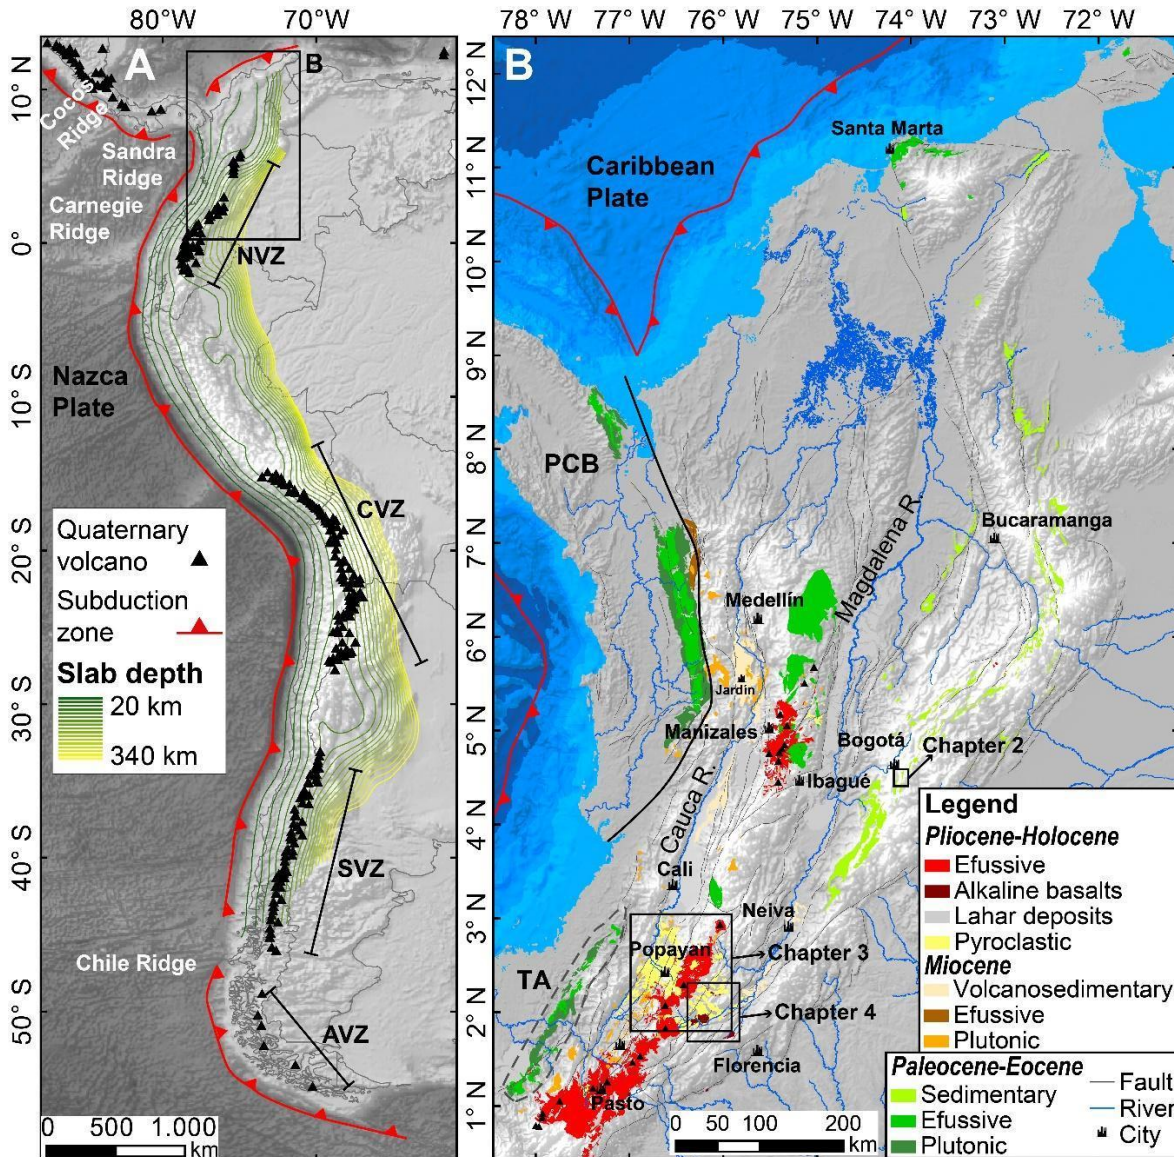 80° W
70° W
10° N
0°
10° S
20° S
30° S
40° S
50° S
A
B
Cocos
Ridge
Sandra
Ridge
Carnegie
Ridge
NVZ
Nazca
Plate
CVZ
Quaternary
volcano
Subduction
zone
Slab depth
20 km
340 km
SVZ
Chile Ridge
AVZ
0 500 1.000
km
78° W
77° W
76° W
75° W
74° W
73° W
72° W
12° N
11° N
10° N
9° N
8° N
7° N
6° N
5° N
4° N
3° N
2° N
1° N
B
Santa Marta
Caribbean
Plate
PCB
Bucaramanga
Magdalena R.
Medellín
Jardin
Manizales
Bogotá
Chapter 2
Ibagué
Cauca R.
Cali
Neiva
Popayan
Chapter 3
TA
Chapter 4
Florencia
Pasto
0 50 100 200
km
Legend
Pliocene-Holocene
Efussive
Alkaline basalts
Lahar deposits
Pyroclastic
Miocene
Volcanosedimentary
Efussive
Plutonic
Paleocene-Eocene
Sedimentary
Efussive
Plutonic
Fault
River
City